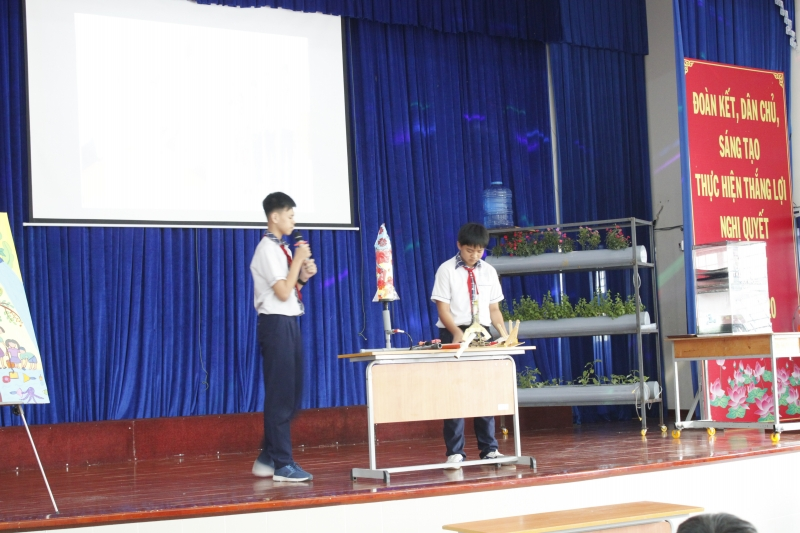 ĐOÀN KẾT, DÂN CHỦ,
SÁNG TẠO
THỰC HIỆN THẮNG LỢI
NGHỊ QUYẾT